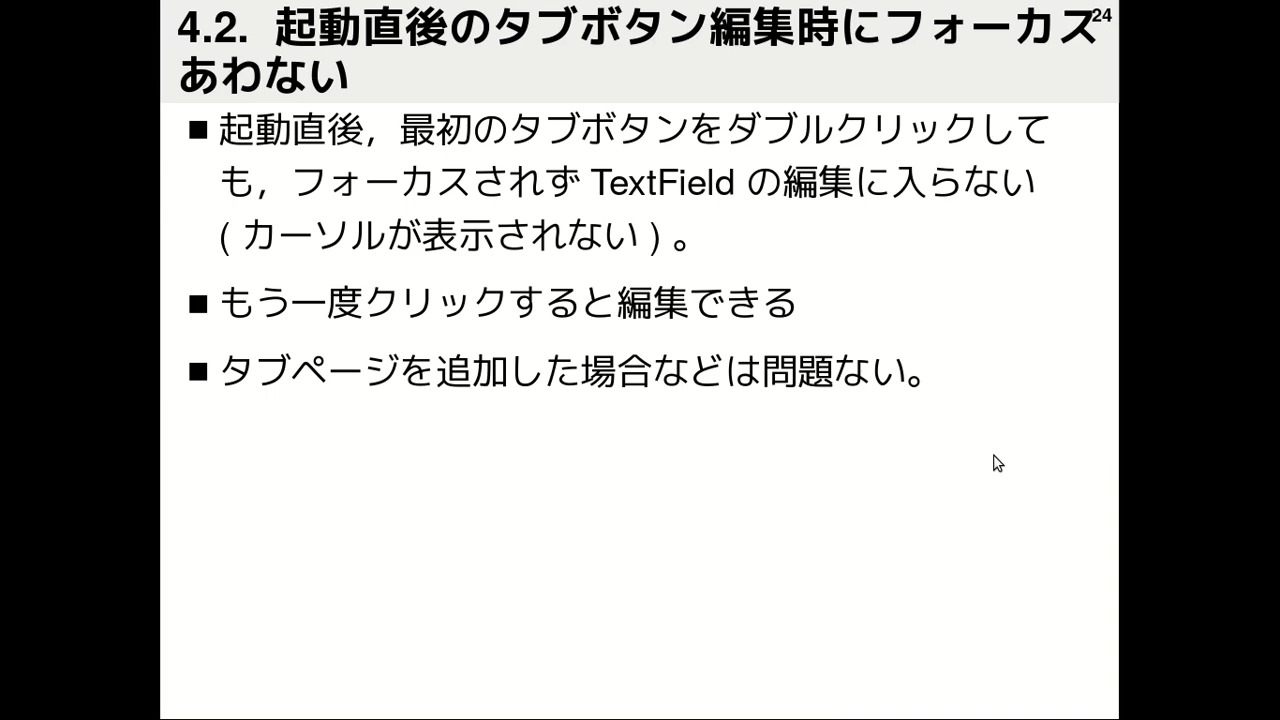 4.2. 起動直後のタブボタン編集時にフォーカス
24
あわない
■ 起動直後，最初のタブボタンをダブルクリックして
も，フォーカスされず TextField の編集に入らない
( カーソルが表示されない ) 。
■ もう一度クリックすると編集できる
■ タブページを追加した場合などは問題ない。